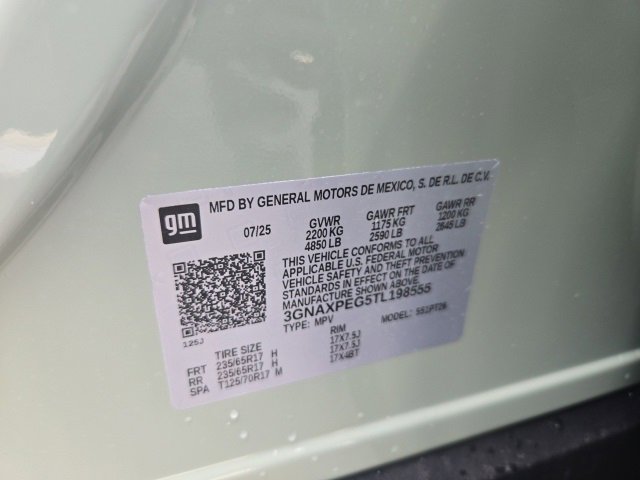 gm
MFD BY GENERAL MOTORS DE MEXICO, S. DE R.L. DE C.V.
07/25 GVWR GAWR FRT GAWR RR
2200 KG 1175 KG 1200 KG
4850 LB 2590 LB 2645 LB
THIS VEHICLE CONFORMS TO ALL
APPLICABLE U.S. FEDERAL MOTOR
VEHICLE SAFETY AND THEFT PREVENTION
STANDARDS IN EFFECT ON THE DATE OF
MANUFACTURE SHOWN ABOVE
3GNAXPEG5TL198555
TYPE: MPV MODEL: 551PT26
125J
TIRE SIZE RIM
FRT 235/65R17 H 17X7.5J
RR 235/65R17 H 17X7.5J
SPA T125/70R17 M 17X4BT